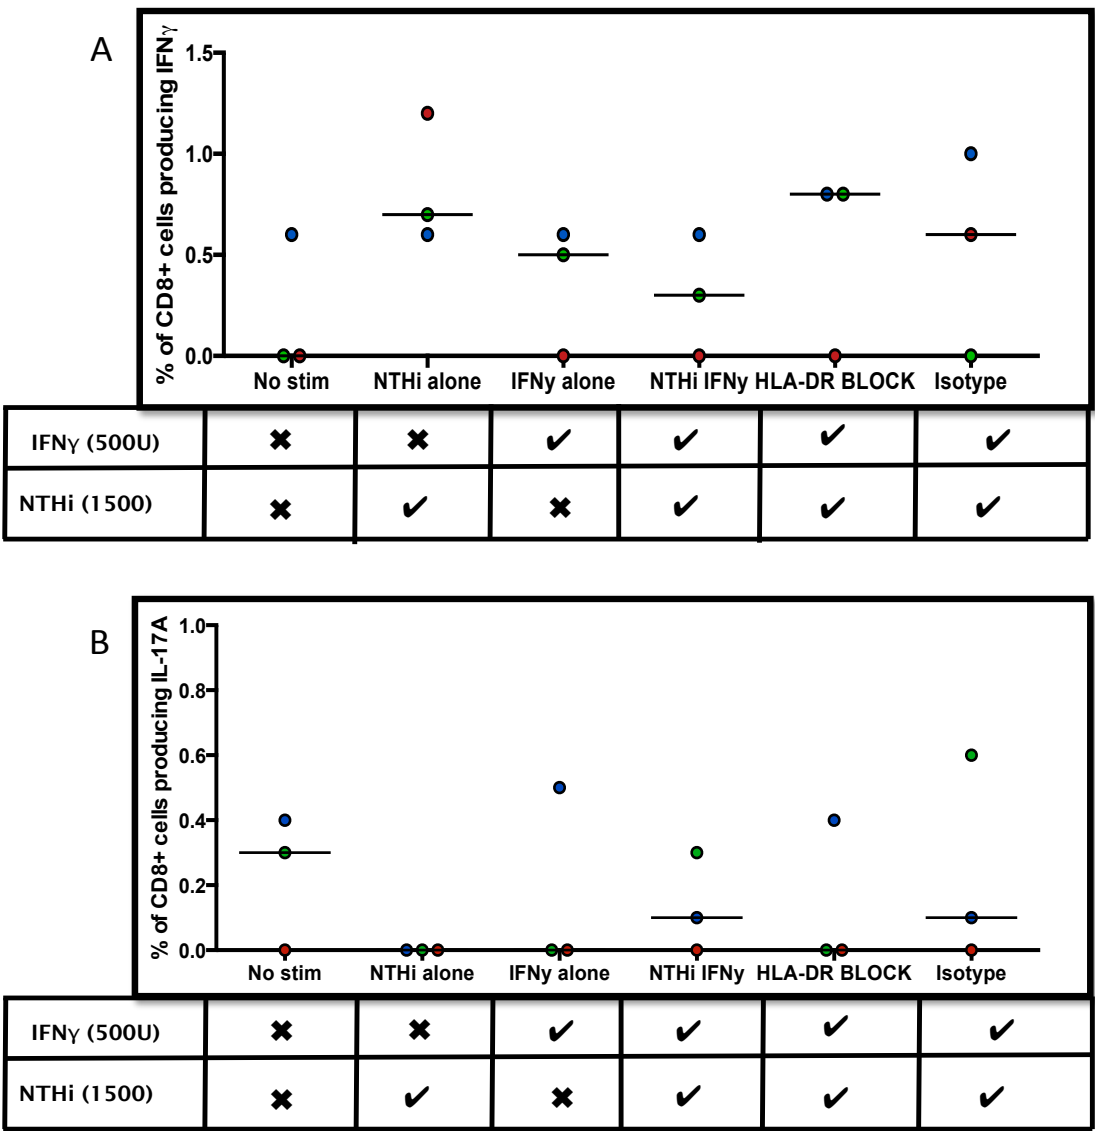 A
% of CD8+ cells producing IFNγ
1.5
1.0
0.5
0.0
No stim NTHi alone IFNy alone NTHi IFNy HLA-DR BLOCK Isotype
IFNγ (500U) ✖ ✖ ✔ ✔ ✔ ✔
NTHi (1500) ✖ ✔ ✖ ✔ ✔ ✔
B
% of CD8+ cells producing IL-17A
1.0
0.8
0.6
0.4
0.2
0.0
No stim NTHi alone IFNy alone NTHi IFNy HLA-DR BLOCK Isotype
IFNγ (500U) ✖ ✖ ✔ ✔ ✔ ✔
NTHi (1500) ✖ ✔ ✖ ✔ ✔ ✔